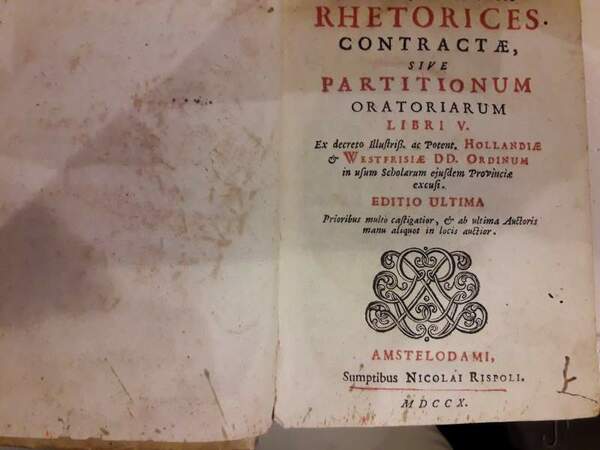 RHETORICES
CONTRACTÆ,
SIVE
PARTITIONUM
ORATORIARUM
LIBRI V.
Ex decreto Illuſtriſſ. ac Potent. HOLLANDIÆ
& WESTFRISIÆ DD. ORDINUM
in uſum Scholarum ejuſdem Provinciæ
excuſi.
EDITIO ULTIMA
Prioribus multo caſtigatior, & ab ultima Auctoris
manu aliquot in locis auctior.
AMSTELODAMI,
Sumptibus NICOLAI RISPOLI.
MDCCX.